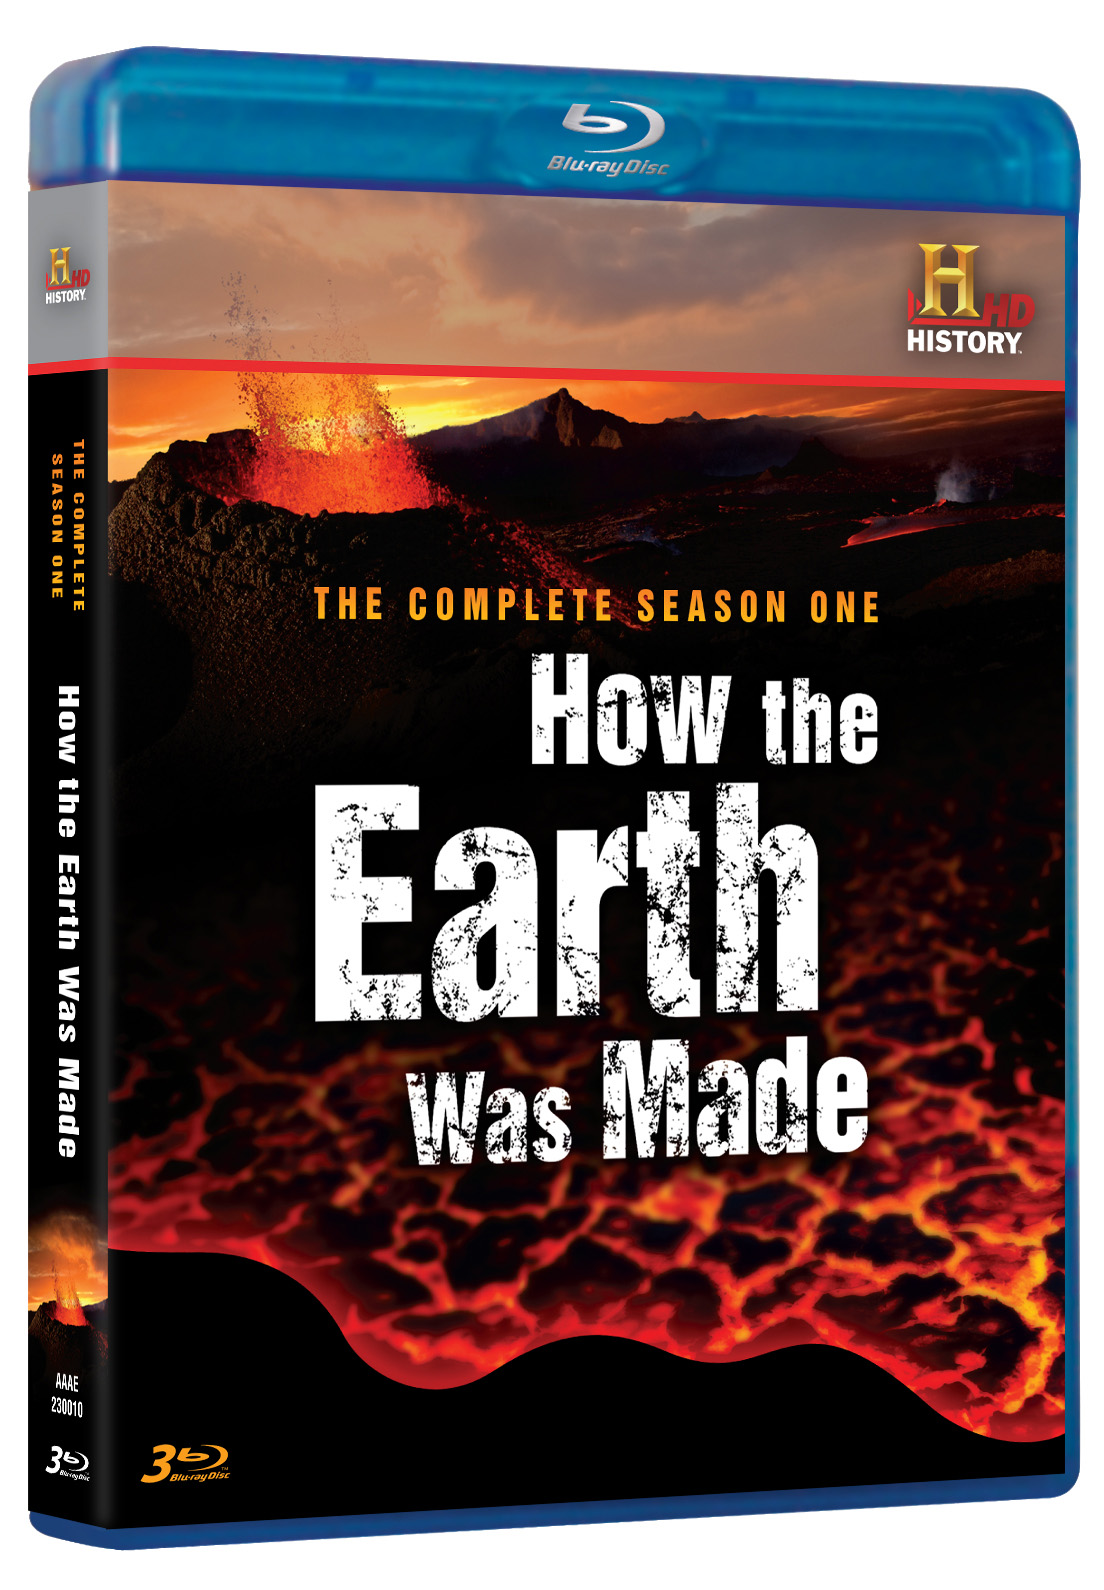 Blu-ray Disc
H HD
HISTORY
THE COMPLETE SEASON ONE
How the
Earth
Was Made
3 Blu-ray Disc
H HD
HISTORY
THE COMPLETE
SEASON ONE
How the Earth Was Made
AAAE
230010
3 Blu-ray Disc